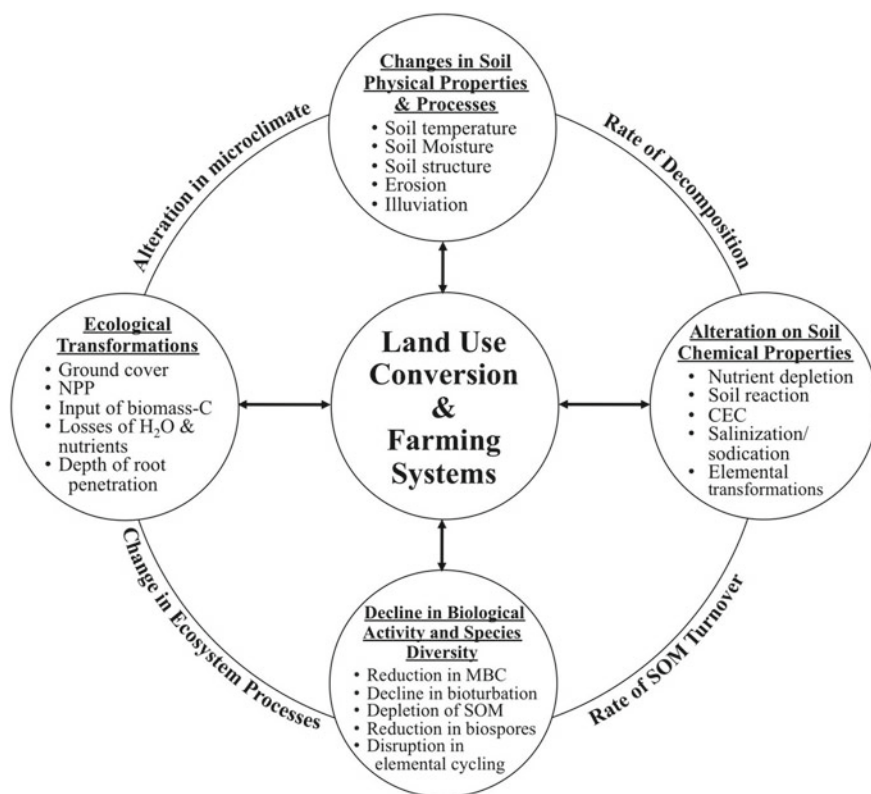 Changes in Soil
Physical Properties
& Processes
• Soil temperature
• Soil Moisture
• Soil structure
• Erosion
• Illuviation
Alteration in microclimate
Rate of Decomposition
Ecological
Transformations
• Ground cover
• NPP
• Input of biomass-C
• Losses of H₂O &
nutrients
• Depth of root
penetration
Land Use
Conversion
&
Farming
Systems
Alteration on Soil
Chemical Properties
• Nutrient depletion
• Soil reaction
• CEC
• Salinization/
sodication
• Elemental
transformations
Change in Ecosystem Processes
Rate of SOM Turnover
Decline in Biological
Activity and Species
Diversity
• Reduction in MBC
• Decline in bioturbation
• Depletion of SOM
• Reduction in biospores
• Disruption in
elemental cycling